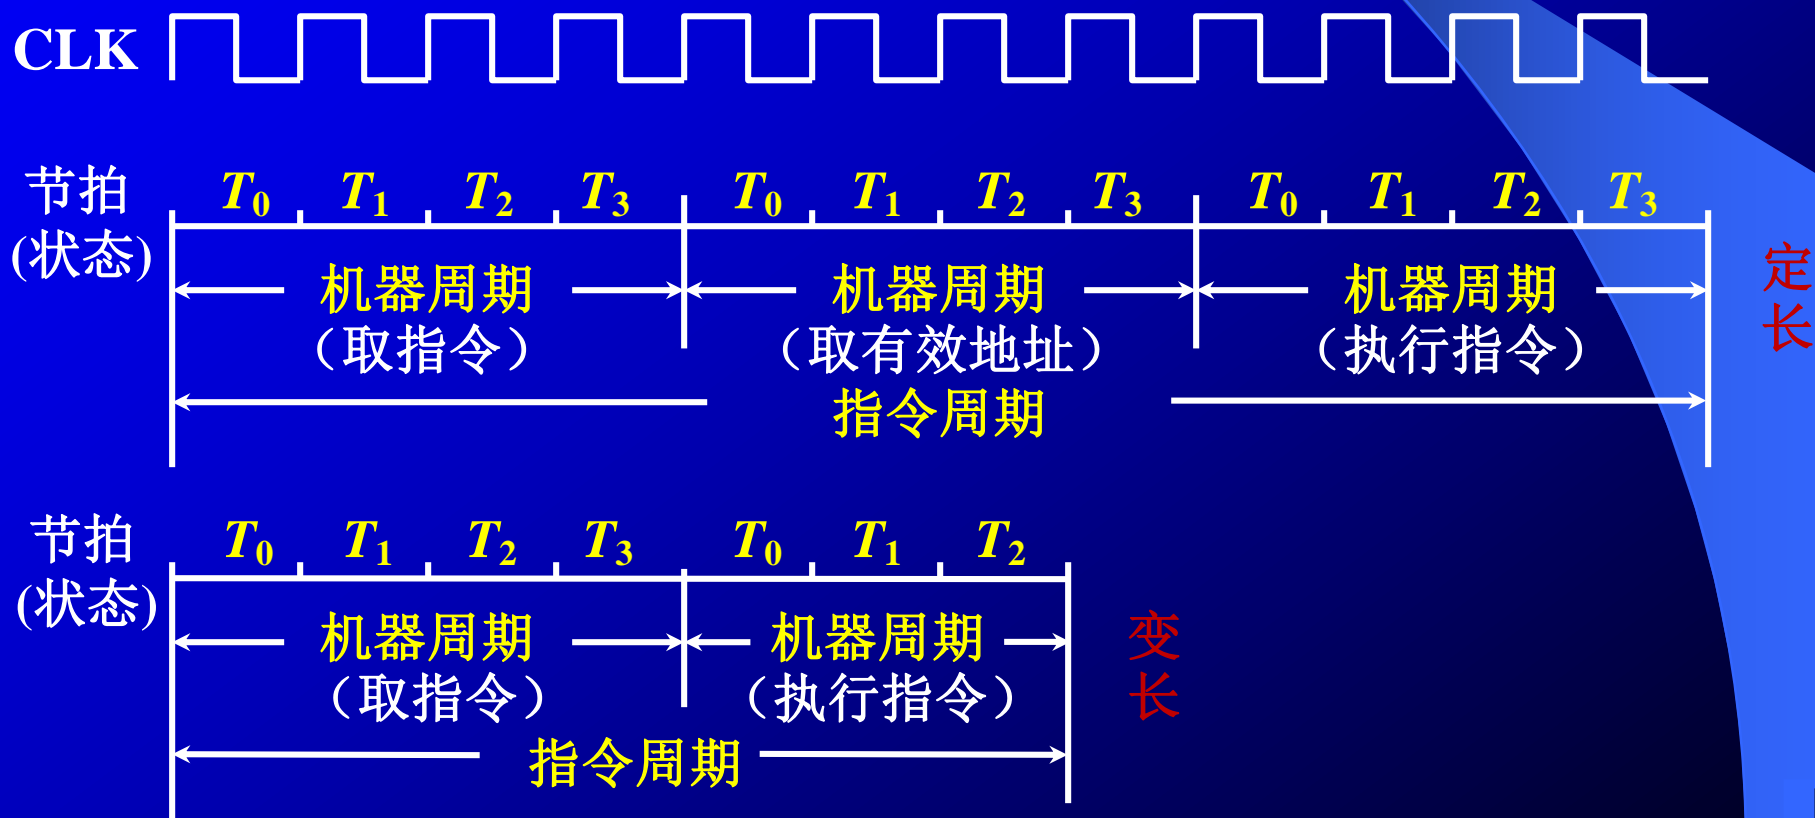 CLK
节拍 T0 T1 T2 T3 T0 T1 T2 T3 T0 T1 T2 T3
(状态)
机器周期 机器周期 机器周期
（取指令） （取有效地址） （执行指令）
指令周期
定长
节拍 T0 T1 T2 T3 T0 T1 T2
(状态)
机器周期 机器周期
（取指令） （执行指令）
指令周期
变长